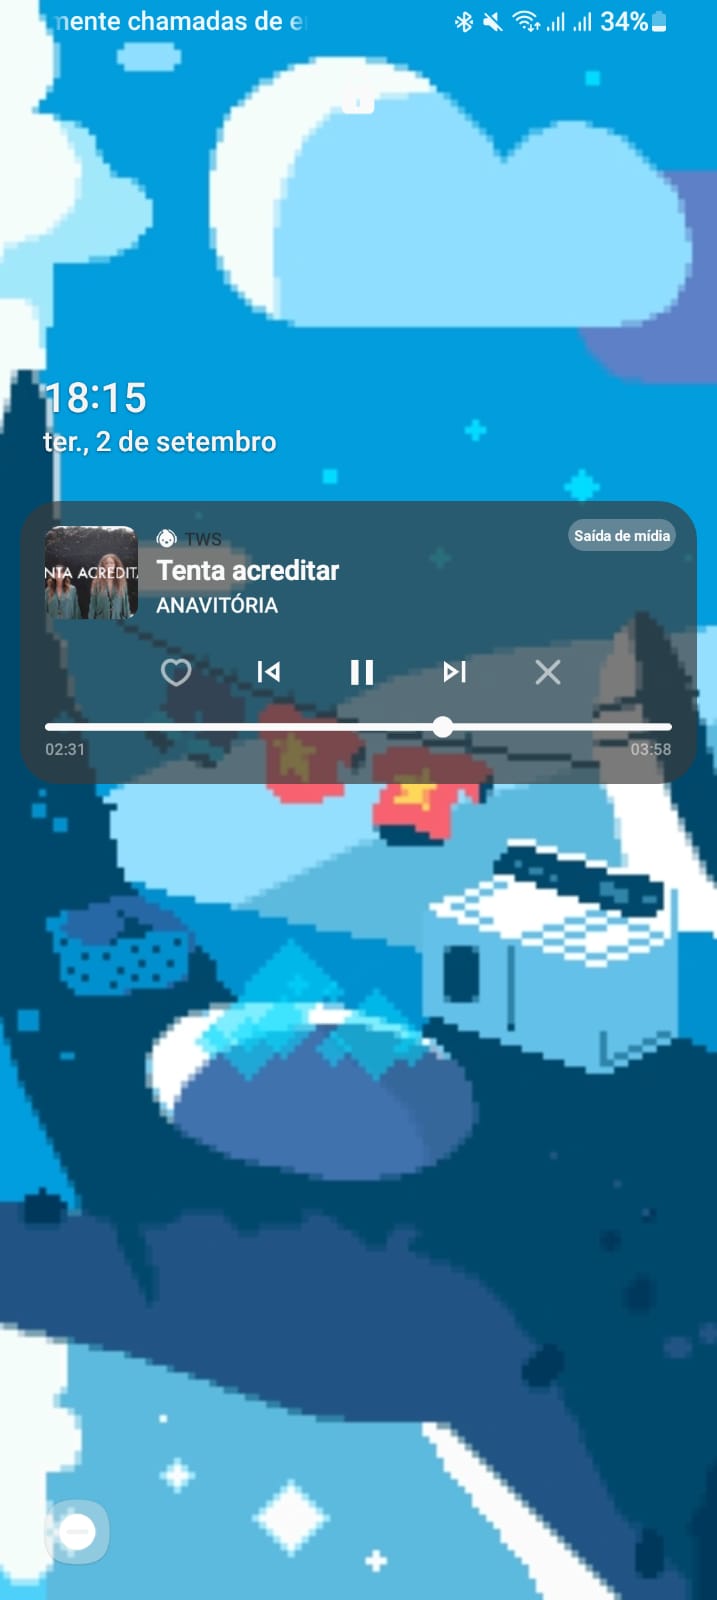 mente chamadas de e
34%
18:15
ter., 2 de setembro
TWS
Saída de mídia
Tenta acreditar
ANAVITÓRIA
NTA ACREDITA
02:31
03:58